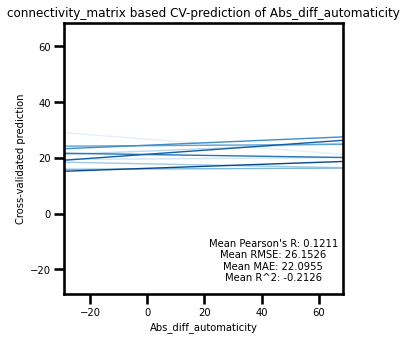 connectivity_matrix based CV-prediction of Abs_diff_automaticity
60
40
20
0
−20
Cross-validated prediction
Mean Pearson's R: 0.1211
Mean RMSE: 26.1526
Mean MAE: 22.0955
Mean R^2: -0.2126
−20 0 20 40 60
Abs_diff_automaticity